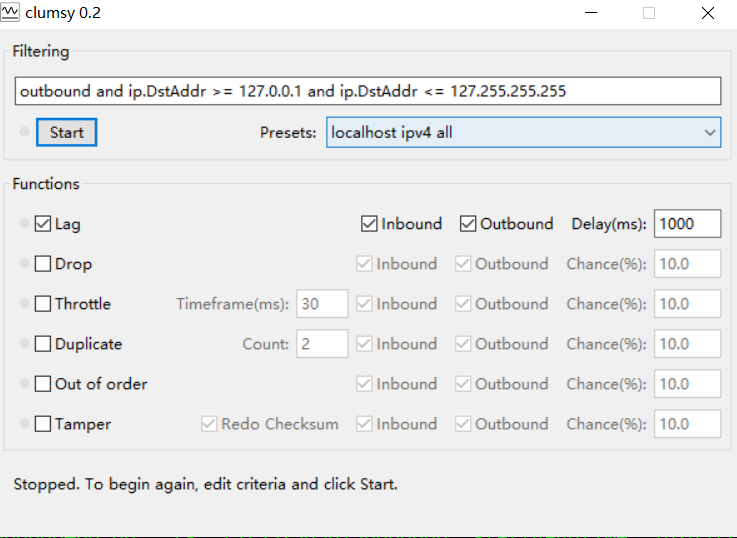 clumsy 0.2
Filtering
outbound and ip.DstAddr >= 127.0.0.1 and ip.DstAddr <= 127.255.255.255
Start Presets: localhost ipv4 all
Functions
Lag Inbound Outbound Delay(ms): 1000
Drop Inbound Outbound Chance(%): 10.0
Throttle Timeframe(ms): 30 Inbound Outbound Chance(%): 10.0
Duplicate Count: 2 Inbound Outbound Chance(%): 10.0
Out of order Inbound Outbound Chance(%): 10.0
Tamper Redo Checksum Inbound Outbound Chance(%): 10.0
Stopped. To begin again, edit criteria and click Start.